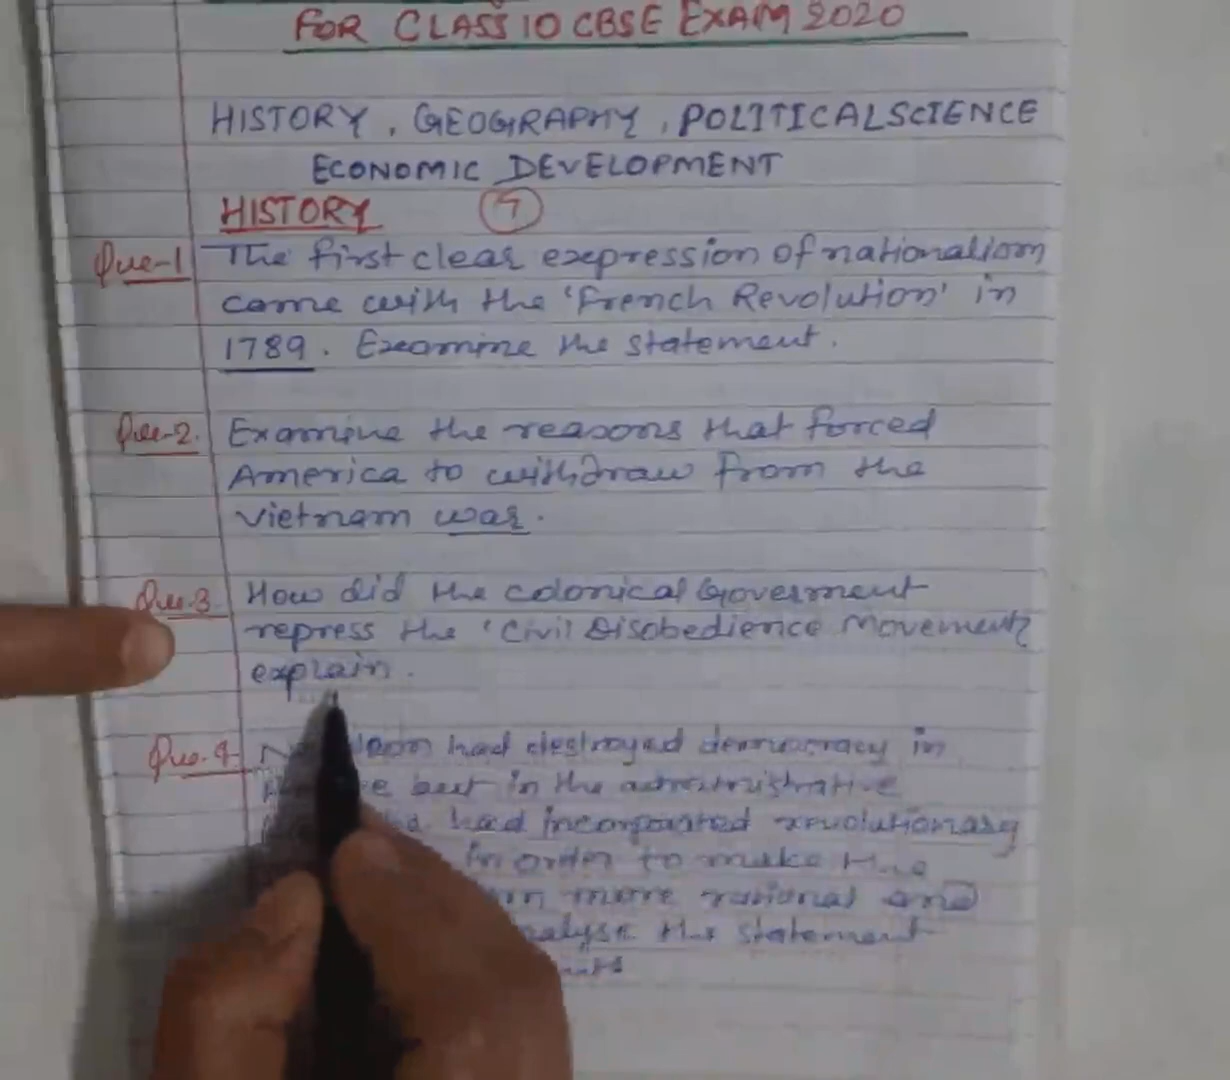 FOR CLASS 10 CBSE EXAM 2020
HISTORY, GEOGRAPHY, POLITICAL SCIENCE
ECONOMIC DEVELOPMENT
HISTORY
Que-1 The first clear expression of nationalism
came with the 'French Revolution' in
1789. Examine the statement.
Que-2. Examine the reasons that forced
America to withdraw from the
Vietnam war.
Que.3 How did the colonical Government
repress the 'Civil Disobedience Movement
explain.
Que.4 had destroyed democracy in
but in the administrative
had incorporated revolutionary
in order to make the
more rational and
the statement